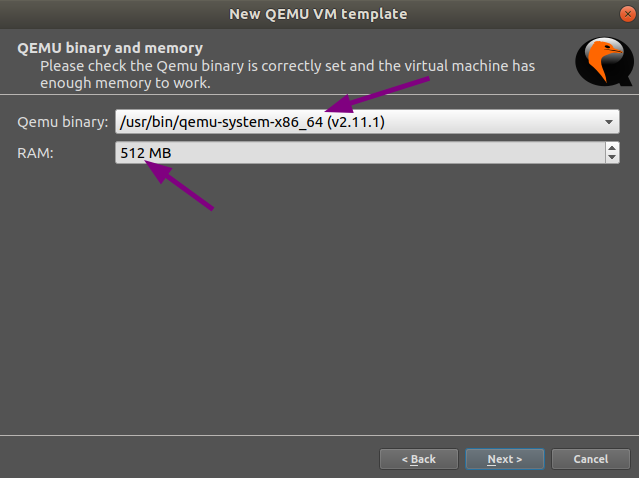 New QEMU VM template
QEMU binary and memory
Please check the Qemu binary is correctly set and the virtual machine has
enough memory to work.
Qemu binary: /usr/bin/qemu-system-x86_64 (v2.11.1)
RAM: 512 MB
< Back Next > Cancel